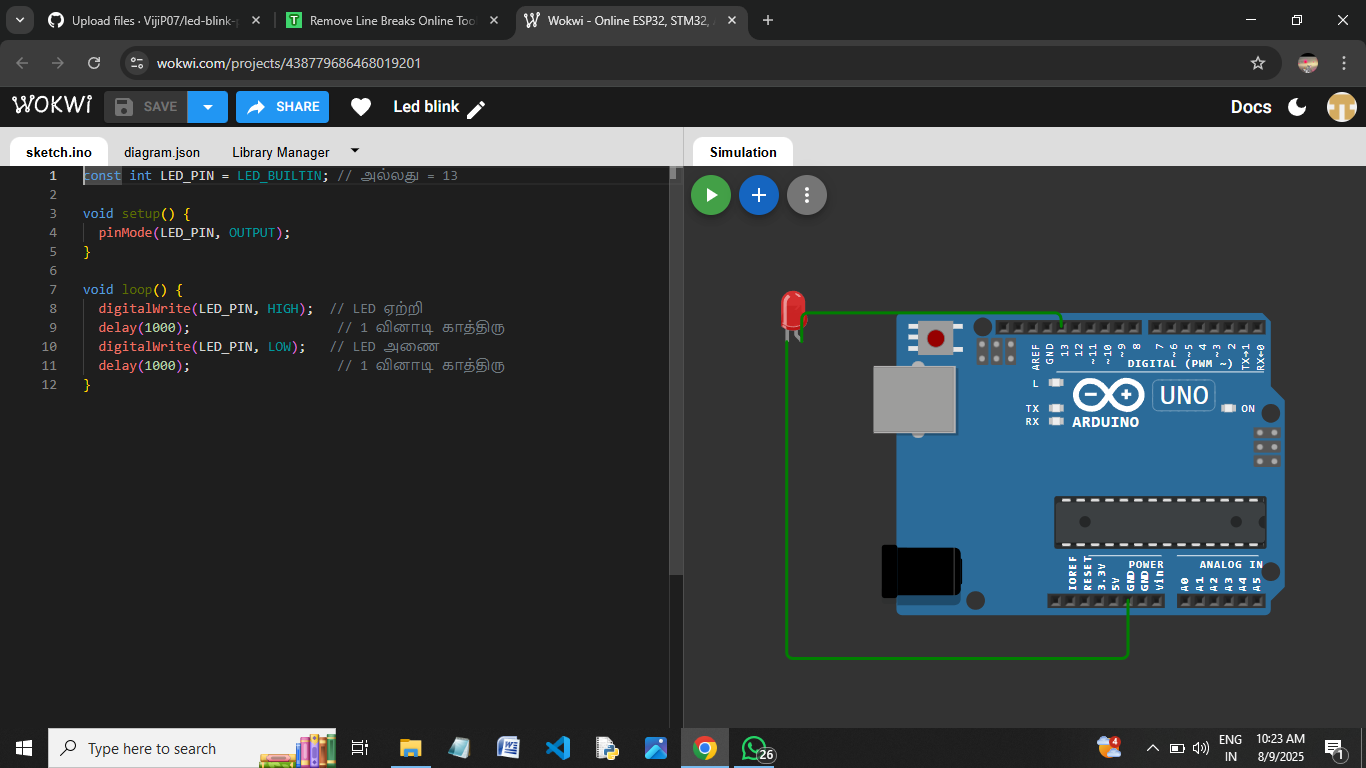 Upload files · VijiP07/led-blink-p
Remove Line Breaks Online Tool
Wokwi - Online ESP32, STM32, A
wokwi.com/projects/438779686468019201
WOKWI
SAVE
SHARE
Led blink
Docs
sketch.ino
diagram.json
Library Manager
Simulation
1 const int LED_PIN = LED_BUILTIN; // அல்லது = 13
2
3 void setup() {
4 pinMode(LED_PIN, OUTPUT);
5 }
6
7 void loop() {
8 digitalWrite(LED_PIN, HIGH); // LED ஏற்றி
9 delay(1000); // 1 வினாடி காத்திரு
10 digitalWrite(LED_PIN, LOW); // LED அணை
11 delay(1000); // 1 வினாடி காத்திரு
12 }
AREF
GND
13
12
~11
~10
~9
8
7
~6
~5
4
~3
2
TX→1
RX←0
DIGITAL (PWM ~)
L
TX
RX
UNO
ON
ARDUINO
IOREF
RESET
3.3V
5V
GND
GND
Vin
POWER
ANALOG IN
A0
A1
A2
A3
A4
A5
Type here to search
26
4
ENG
IN
10:23 AM
8/9/2025
1